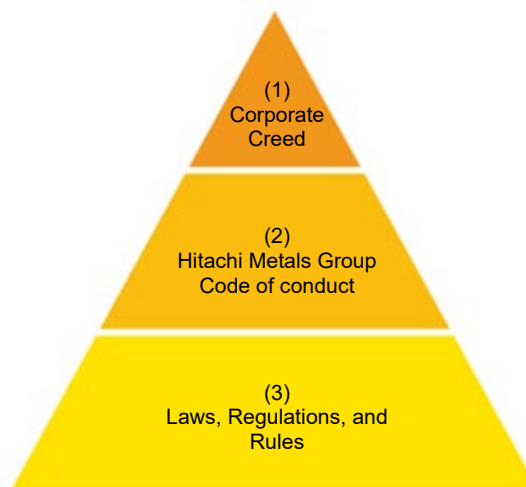 (1)
Corporate
Creed
(2)
Hitachi Metals Group
Code of conduct
(3)
Laws, Regulations, and
Rules